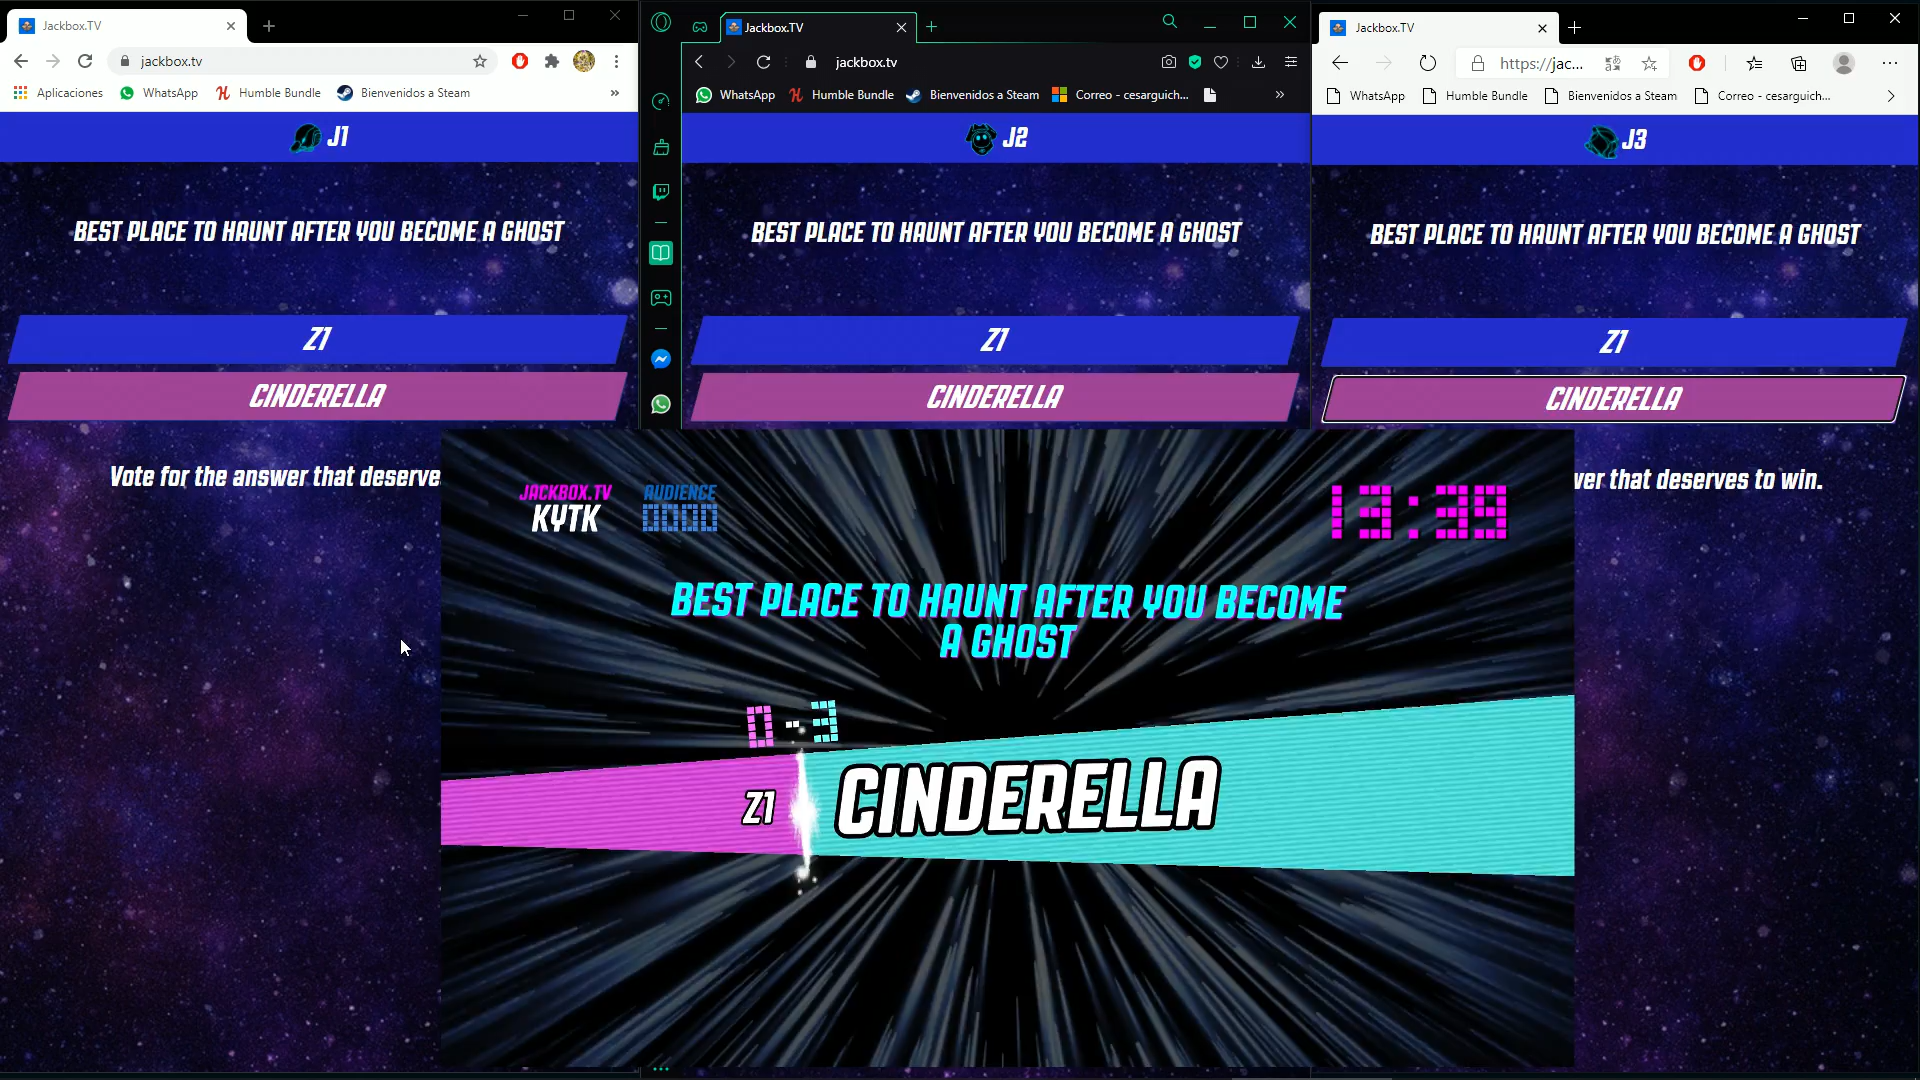 Jackbox.TV
jackbox.tv
Aplicaciones
WhatsApp
Humble Bundle
Bienvenidos a Steam
»
J1
BEST PLACE TO HAUNT AFTER YOU BECOME A GHOST
Z1
CINDERELLA
Vote for the answer that deserve
Jackbox.TV
jackbox.tv
WhatsApp
Humble Bundle
Bienvenidos a Steam
Correo - cesarguich...
»
J2
BEST PLACE TO HAUNT AFTER YOU BECOME A GHOST
Z1
CINDERELLA
Jackbox.TV
https://jac...
WhatsApp
Humble Bundle
Bienvenidos a Steam
Correo - cesarguich...
J3
BEST PLACE TO HAUNT AFTER YOU BECOME A GHOST
Z1
CINDERELLA
ver that deserves to win.
JACKBOX.TV
KYTK
AUDIENCE
0000
13:39
BEST PLACE TO HAUNT AFTER YOU BECOME
A GHOST
0-3
Z1
CINDERELLA